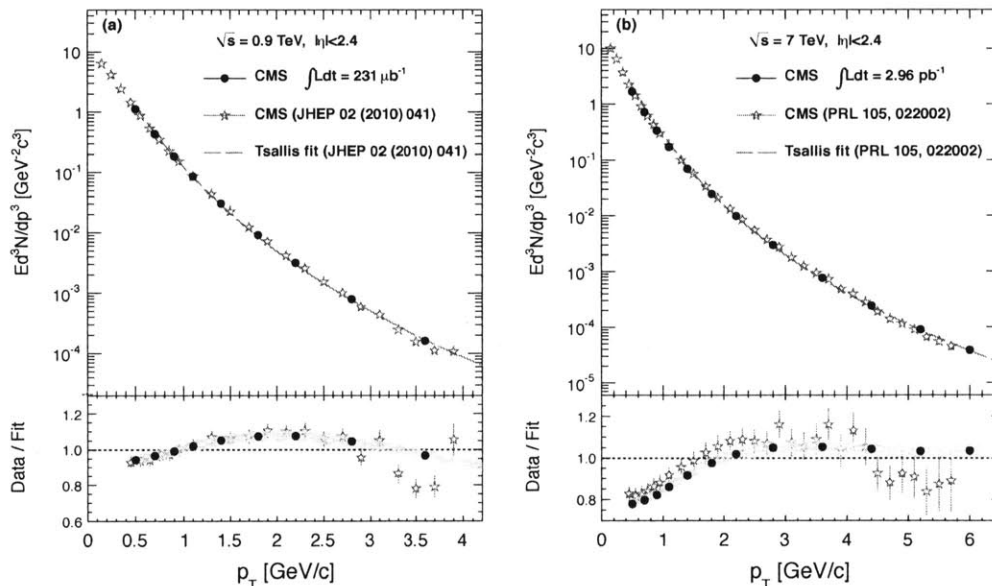 (a)
√s = 0.9 TeV, |η|<2.4
CMS ∫Ldt = 231 μb⁻¹
CMS (JHEP 02 (2010) 041)
Tsallis fit (JHEP 02 (2010) 041)
Ed³N/dp³ [GeV⁻²c³]
10
1
10⁻¹
10⁻²
10⁻³
10⁻⁴
Data / Fit
1.2
1.0
0.8
0.6
0 0.5 1 1.5 2 2.5 3 3.5 4
p_T [GeV/c]
(b)
√s = 7 TeV, |η|<2.4
CMS ∫Ldt = 2.96 pb⁻¹
CMS (PRL 105, 022002)
Tsallis fit (PRL 105, 022002)
Ed³N/dp³ [GeV⁻²c³]
10
1
10⁻¹
10⁻²
10⁻³
10⁻⁴
10⁻⁵
Data / Fit
1.2
1.0
0.8
0 1 2 3 4 5 6
p_T [GeV/c]